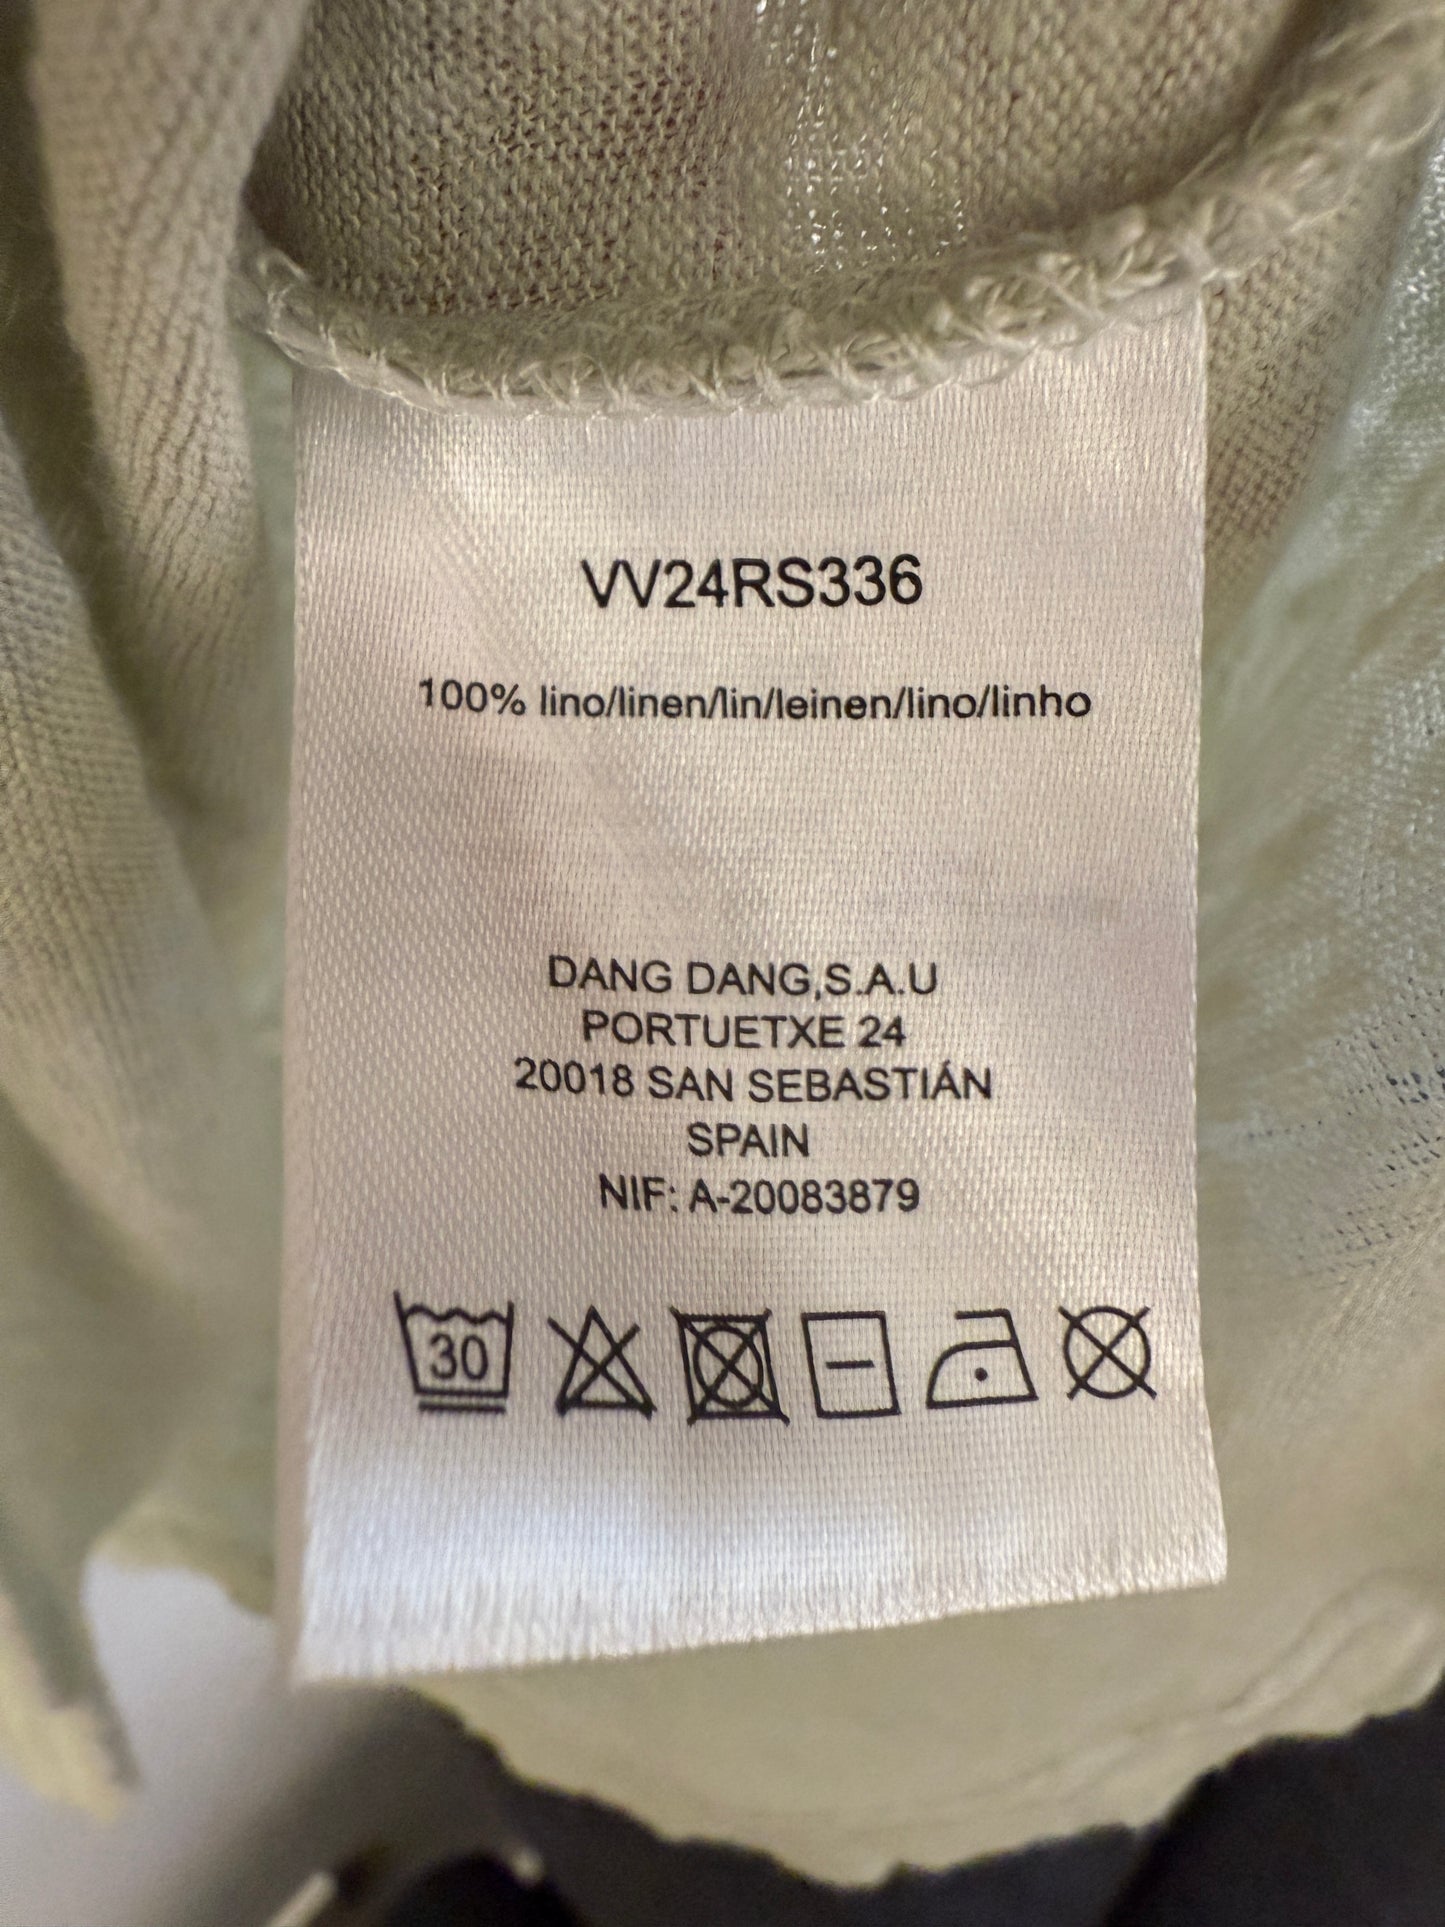 VV24RS336
100% lino/linen/lin/leinen/lino/linho
DANG DANG,S.A.U
PORTUETXE 24
20018 SAN SEBASTIÁN
SPAIN
NIF: A-20083879
30